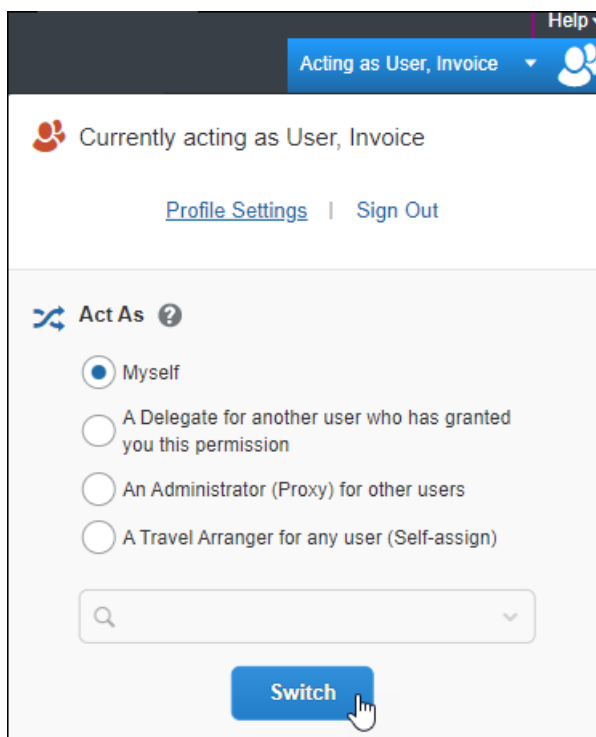 Help
Acting as User, Invoice
Currently acting as User, Invoice
Profile Settings | Sign Out
Act As ?
Myself
A Delegate for another user who has granted
you this permission
An Administrator (Proxy) for other users
A Travel Arranger for any user (Self-assign)
Switch